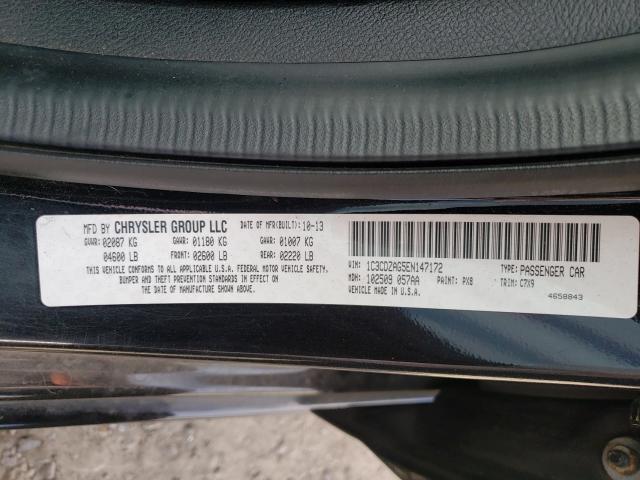 MFD BY CHRYSLER GROUP LLC DATE OF MFR(BUILT): 10-13
GVWR: 02087 KG GAWR: 01180 KG GAWR: 01007 KG
04600 LB FRONT: 02600 LB REAR: 02220 LB
THIS VEHICLE CONFORMS TO ALL APPLICABLE U.S.A. FEDERAL MOTOR VEHICLE SAFETY,
BUMPER AND THEFT PREVENTION STANDARDS IN EFFECT ON
THE DATE OF MANUFACTURE SHOWN ABOVE.
VIN: 1C3CDZAG5EN147172 TYPE: PASSENGER CAR
MDH: 102509 057AA PAINT: PX8 TRIM: C7X9
VEHICLE MADE IN U.S.A. 4658843